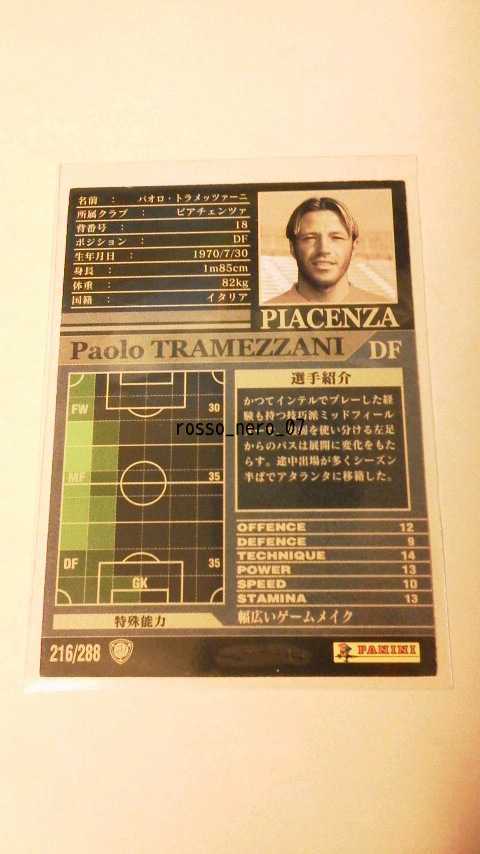 名前 : パオロ・トラメッツァーニ
所属クラブ : ピアチェンツァ
背番号 : 18
ポジション : DF
生年月日 : 1970/7/30
身長 : 1m85cm
体重 : 82kg
国籍 : イタリア
PIACENZA
Paolo TRAMEZZANI DF
選手紹介
かつてインテルでプレーした経
験も持つ技巧派ミッドフィール
を使い分ける左足
からのパスは展開に変化をもた
らす。途中出場が多くシーズン
半ばでアタランタに移籍した。
rosso_nero_07
FW 30
MF 35
DF 35
GK
OFFENCE 12
DEFENCE 9
TECHNIQUE 14
POWER 13
SPEED 10
STAMINA 13
特殊能力 幅広いゲームメイク
216/288
PANINI